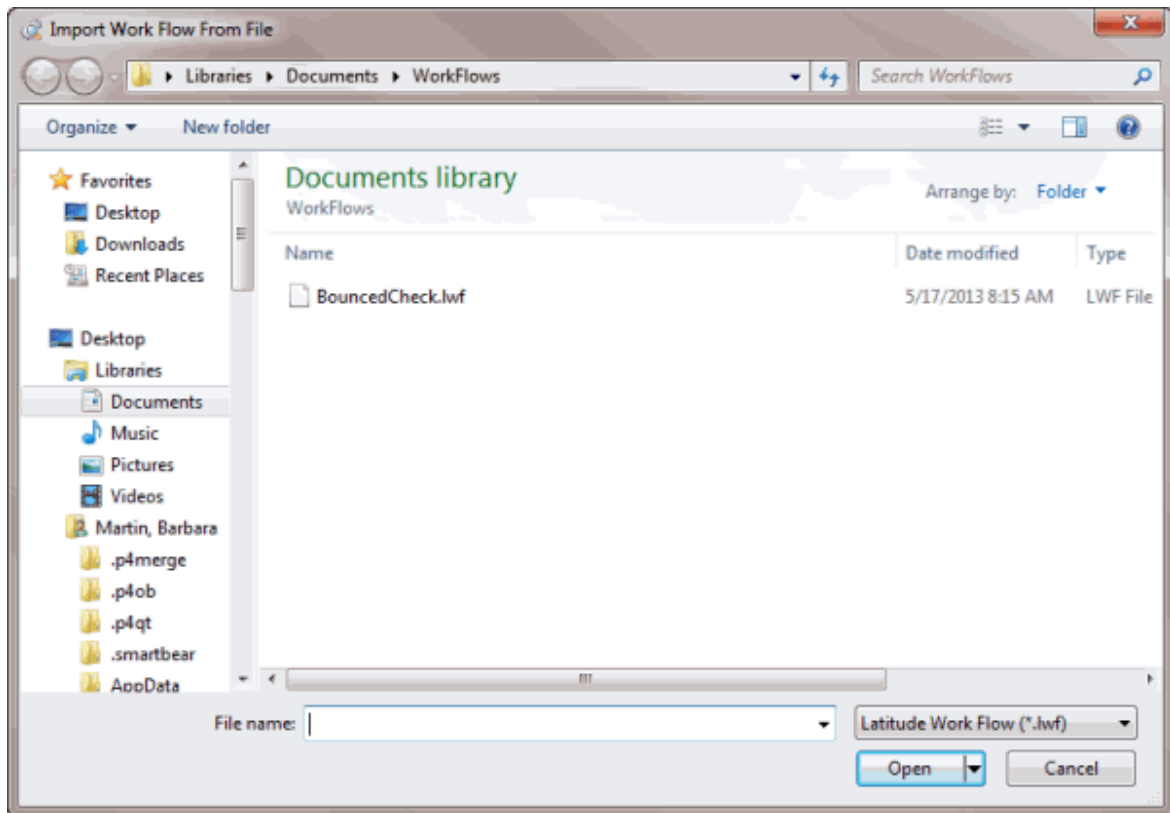 Import Work Flow From File
Libraries Documents WorkFlows
Search WorkFlows
Organize New folder
Favorites
Desktop
Downloads
Recent Places
Desktop
Libraries
Documents
Music
Pictures
Videos
Martin, Barbara
.p4merge
.p4ob
.p4qt
.smartbear
AppData
Documents library
WorkFlows
Arrange by: Folder
Name Date modified Type
BouncedCheck.lwf 5/17/2013 8:15 AM LWF File
File name: Latitude Work Flow (*.lwf)
Open Cancel